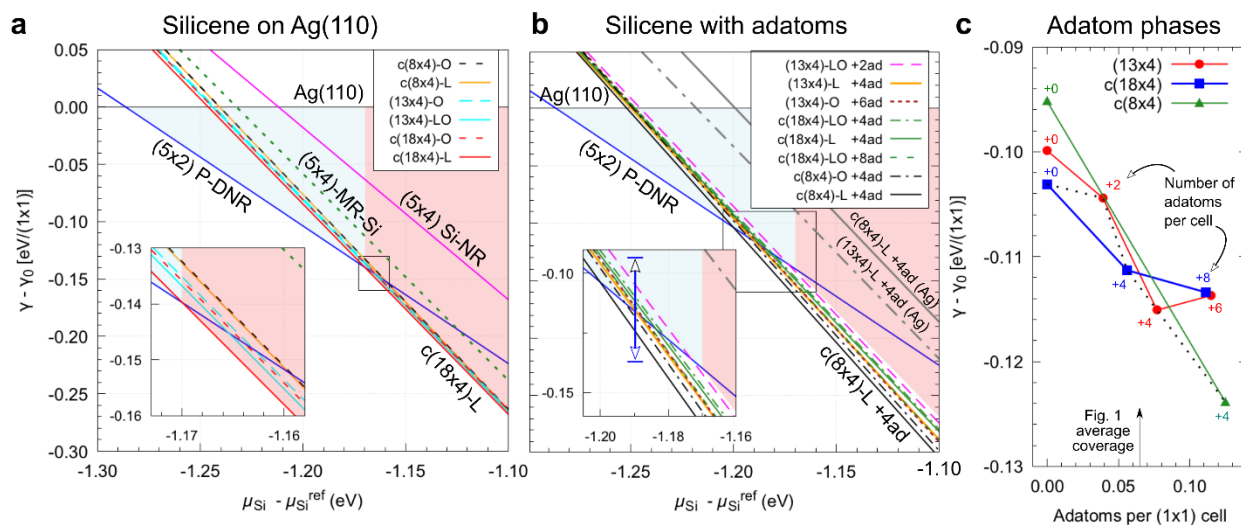 a
Silicene on Ag(110)
0.05
0.00
-0.05
-0.10
-0.15
-0.20
-0.25
-0.30
γ - γ₀ [eV/(1x1)]
c(8x4)-O
c(8x4)-L
(13x4)-O
(13x4)-LO
c(18x4)-O
c(18x4)-L
Ag(110)
(5x2) P-DNR
(5x4)-MR-Si
(5x4) Si-NR
c(18x4)-L
-0.13
-0.14
-0.15
-0.16
-1.17
-1.16
-1.30
-1.25
-1.20
-1.15
-1.10
μSi - μSi^ref (eV)
b
Silicene with adatoms
(13x4)-LO +2ad
(13x4)-L +4ad
(13x4)-O +6ad
c(18x4)-LO +4ad
c(18x4)-L +4ad
c(18x4)-LO +8ad
c(8x4)-O +4ad
c(8x4)-L +4ad
Ag(110)
(5x2) P-DNR
c(8x4)-L +4ad (Ag)
(13x4)-L +4ad (Ag)
c(8x4)-L +4ad
-0.10
-0.15
-1.20
-1.18
-1.16
-1.25
-1.20
-1.15
-1.10
μSi - μSi^ref (eV)
c
Adatom phases
-0.09
-0.10
-0.11
-0.12
-0.13
γ - γ₀ [eV/(1x1)]
(13x4)
c(18x4)
c(8x4)
+0
+0
+0
+2
Number of
adatoms
per cell
+4
+8
+4
+6
+4
Fig. 1
average
coverage
0.00
0.05
0.10
Adatoms per (1x1) cell